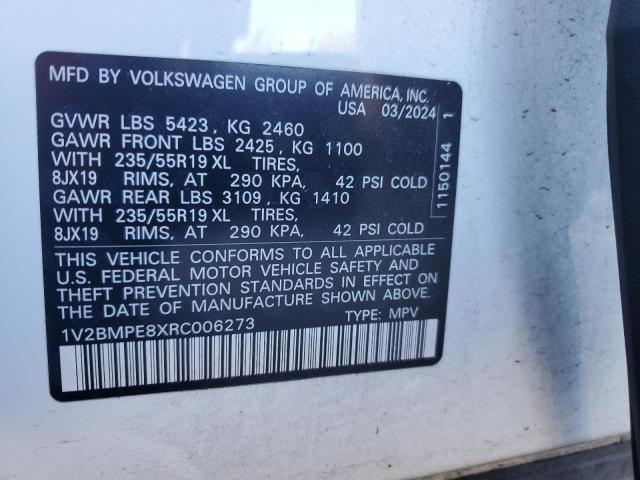 MFD BY VOLKSWAGEN GROUP OF AMERICA, INC.
USA 03/2024
GVWR LBS 5423, KG 2460
GAWR FRONT LBS 2425, KG 1100
WITH 235/55R19 XL TIRES,
8JX19 RIMS, AT 290 KPA, 42 PSI COLD
GAWR REAR LBS 3109, KG 1410
WITH 235/55R19 XL TIRES,
8JX19 RIMS, AT 290 KPA, 42 PSI COLD
THIS VEHICLE CONFORMS TO ALL APPLICABLE
U.S. FEDERAL MOTOR VEHICLE SAFETY AND
THEFT PREVENTION STANDARDS IN EFFECT ON
THE DATE OF MANUFACTURE SHOWN ABOVE.
1V2BMPE8XRC006273 TYPE: MPV
1150144 1